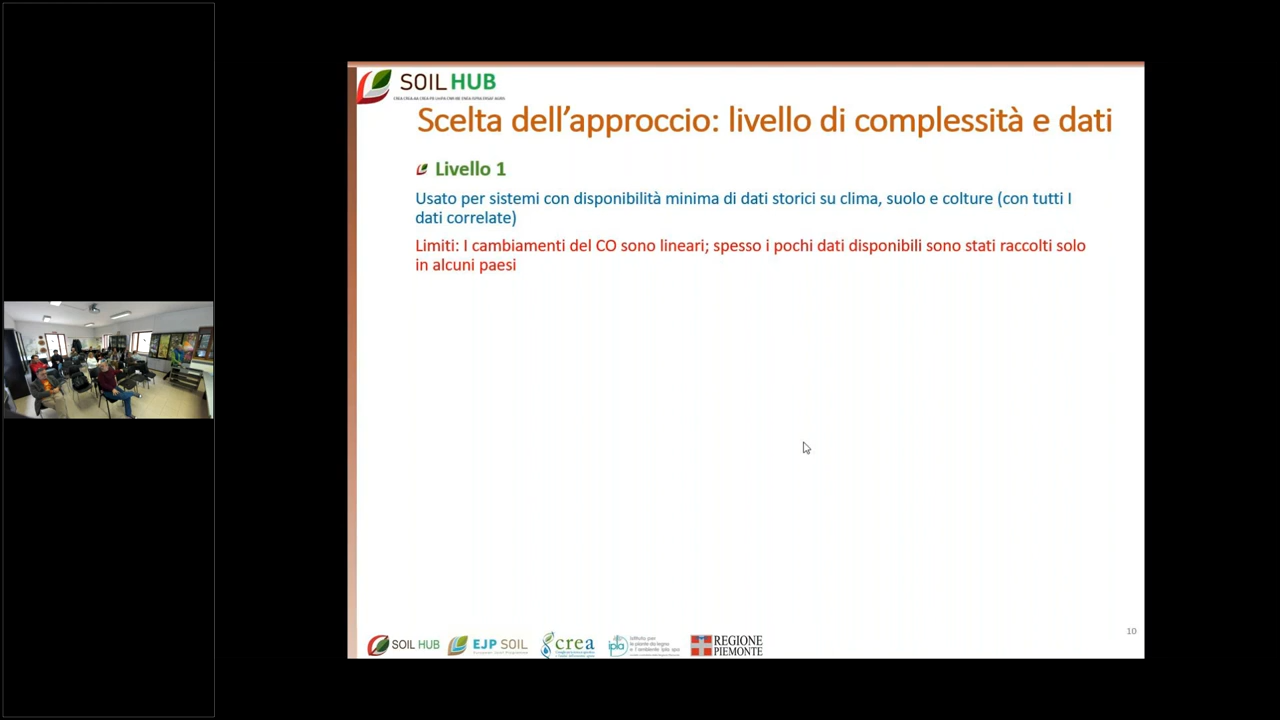 SOIL HUB
Scelta dell’approccio: livello di complessità e dati
Livello 1
Usato per sistemi con disponibilità minima di dati storici su clima, suolo e colture (con tutti I
dati correlate)
Limiti: I cambiamenti del CO sono lineari; spesso i pochi dati disponibili sono stati raccolti solo
in alcuni paesi
10
SOIL HUB
EJP SOIL
crea
ipla
REGIONE
PIEMONTE